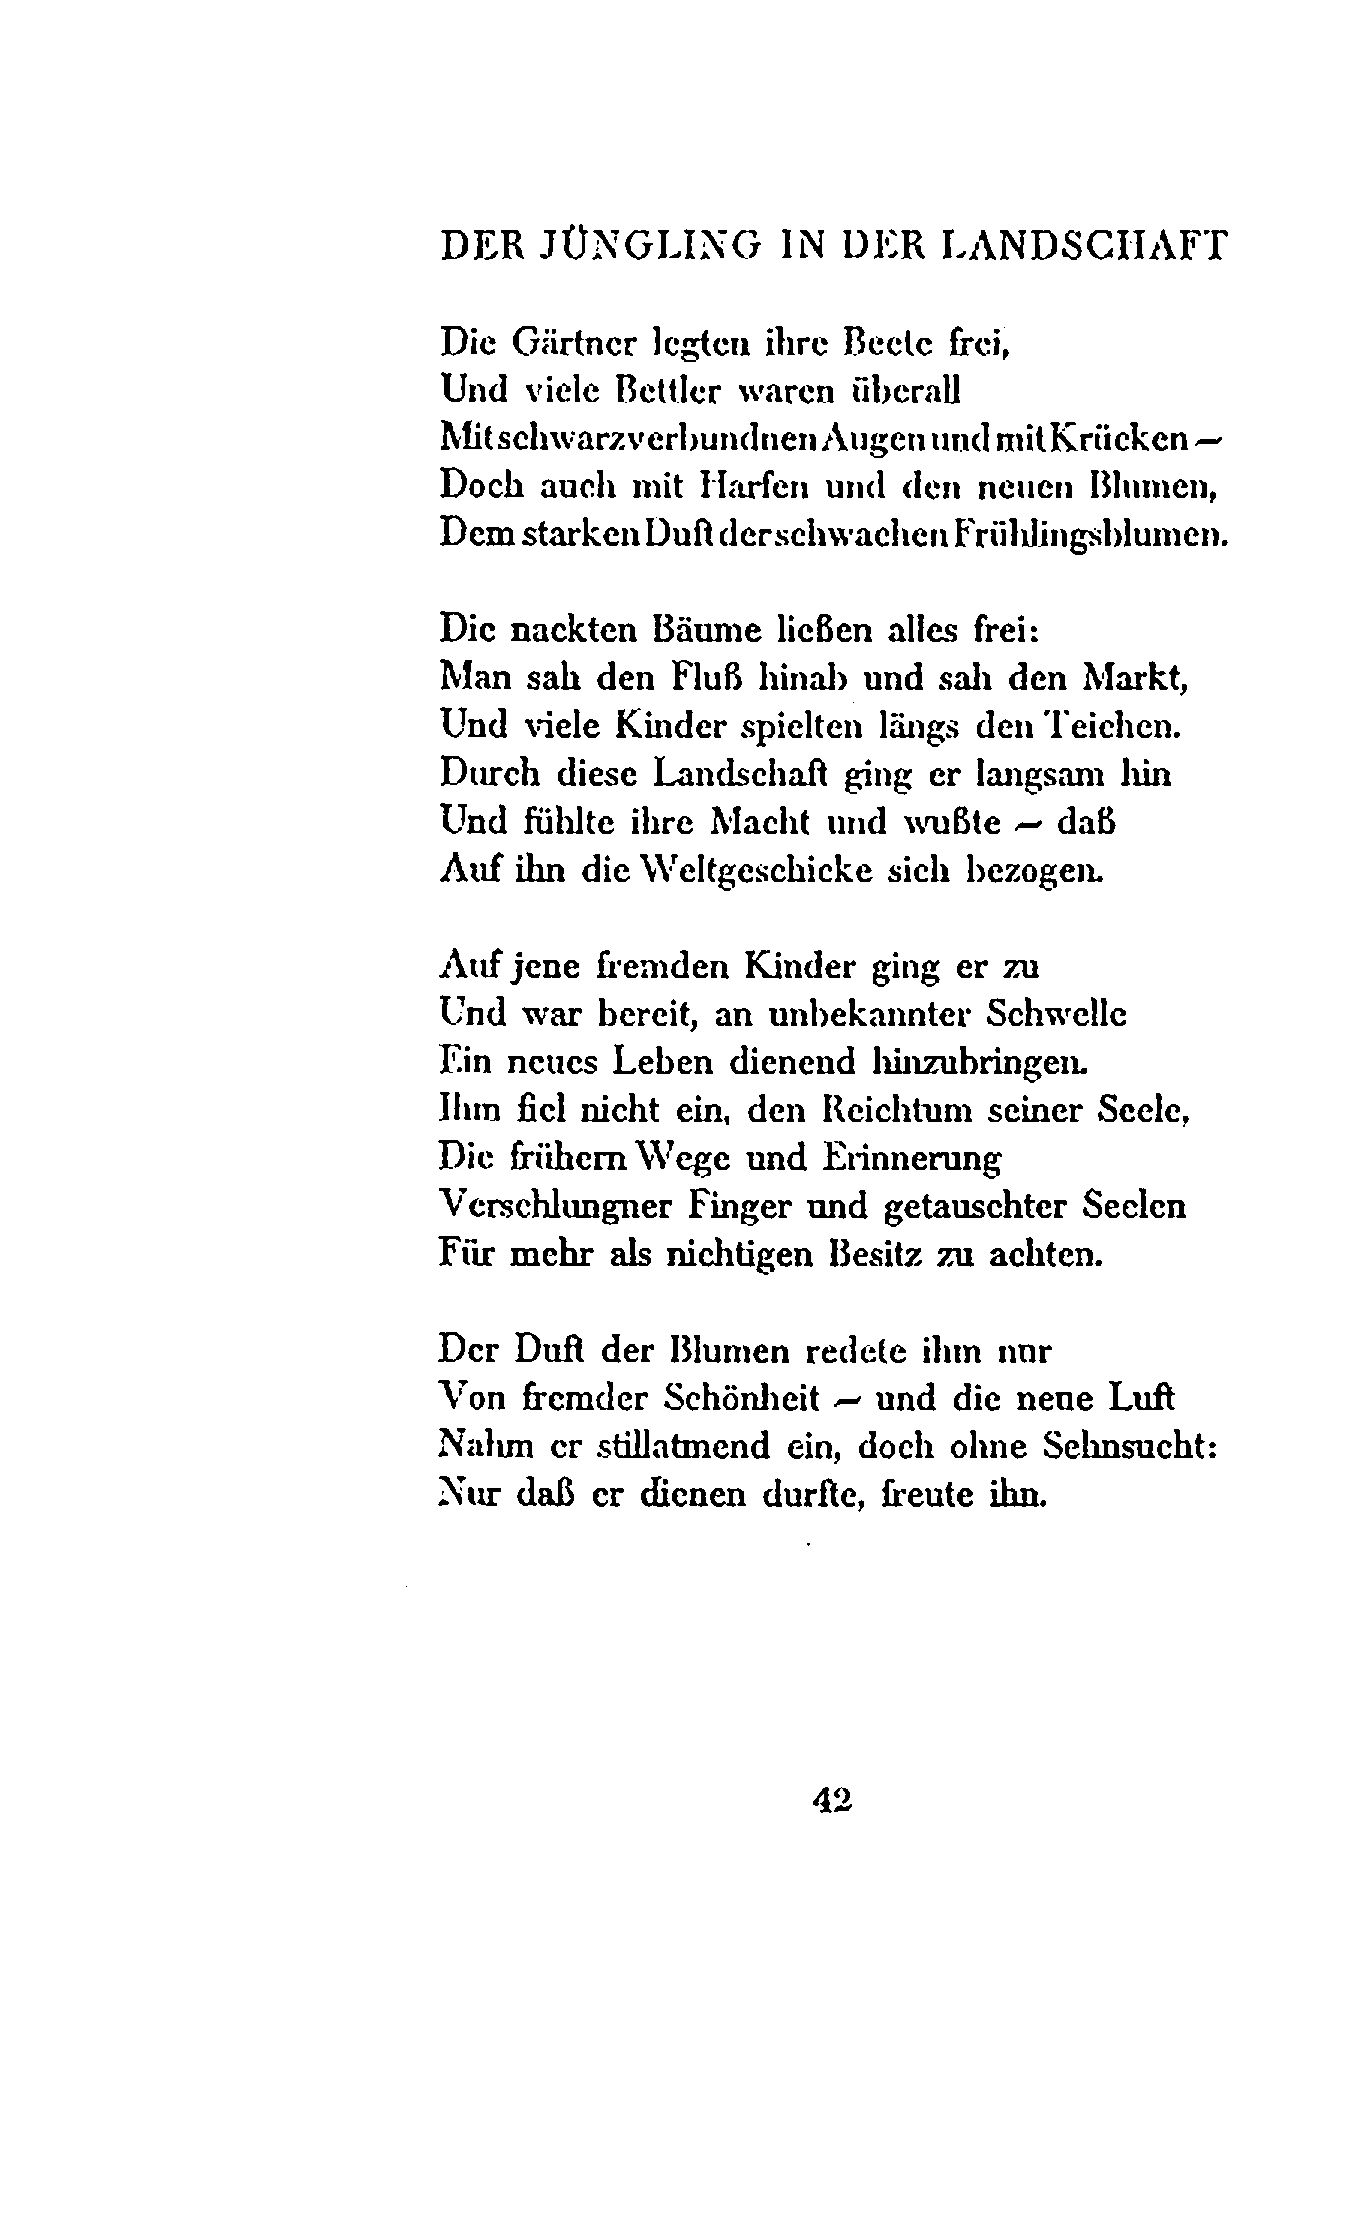 DER JÜNGLING IN DER LANDSCHAFT
Die Gärtner legten ihre Beete frei,
Und viele Bettler waren überall
Mit schwarzverbundnen Augen und mit Krücken —
Doch auch mit Harfen und den neuen Blumen,
Dem starken Duft der schwachen Frühlingsblumen.
Die nackten Bäume ließen alles frei:
Man sah den Fluß hinab und sah den Markt,
Und viele Kinder spielten längs den Teichen.
Durch diese Landschaft ging er langsam hin
Und fühlte ihre Macht und wußte — daß
Auf ihn die Weltgeschicke sich bezogen.
Auf jene fremden Kinder ging er zu
Und war bereit, an unbekannter Schwelle
Ein neues Leben dienend hinzubringen.
Ihm fiel nicht ein, den Reichtum seiner Seele,
Die frühern Wege und Erinnerung
Verschlungner Finger und getauschter Seelen
Für mehr als nichtigen Besitz zu achten.
Der Duft der Blumen redete ihm nur
Von fremder Schönheit — und die neue Luft
Nahm er stillatmend ein, doch ohne Sehnsucht:
Nur daß er dienen durfte, freute ihn.
42